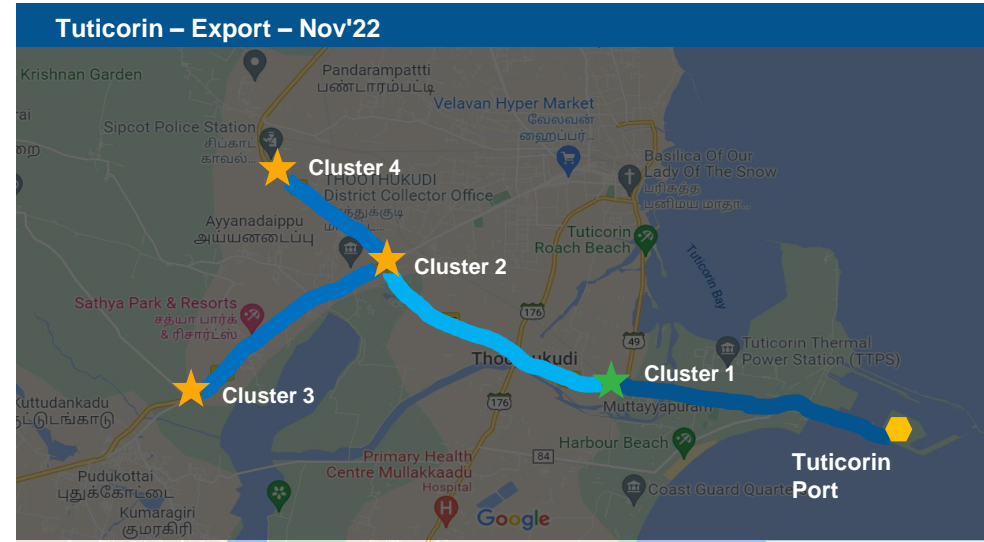 Tuticorin – Export – Nov'22
Krishnan Garden
Pandarampattti
பண்டாரம்பட்டி
Velavan Hyper Market
வேலவன்
ஹைப்பர்...
rai
Sipcot Police Station
சிப்காட்
காவல்...
Cluster 4
Basilica Of Our
Lady Of The Snow
பரிசுத்த
பனிமய மாதா...
THOOTHUKUDI
District Collector Office
Ayyanadaippu
அய்யனடைப்பு
Tuticorin
Roach Beach
Cluster 2
Tuticorin Bay
Sathya Park & Resorts
சத்யா பார்க்
& ரிசார்ட்ஸ்
176
49
Tuticorin Thermal
Power Station (TTPS)
Cluster 1
Cluster 3
176
Muttayyapuram
Kuttudankadu
Harbour Beach
84
Primary Health
Centre Mullakkaadu
Hospital
Tuticorin
Port
Pudukottai
புதுக்கோட்டை
Coast Guard Quarters
Kumaragiri
குமரகிரி
Google